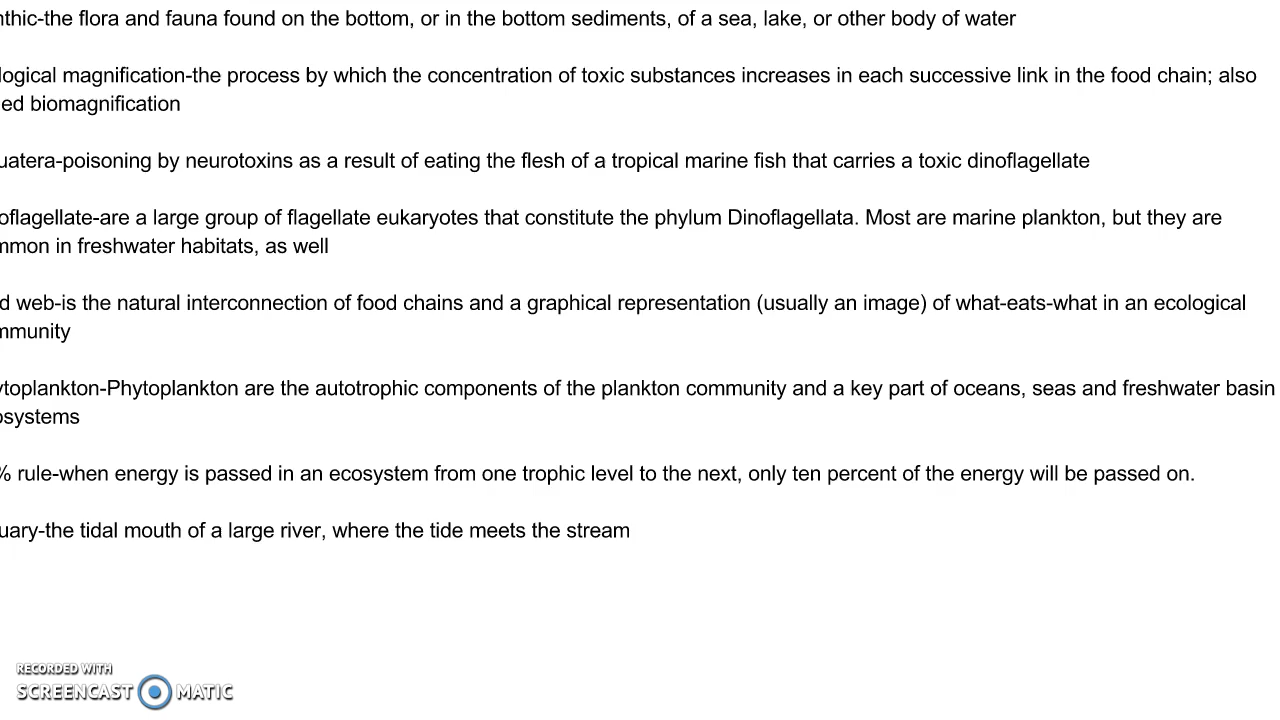 nthic-the flora and fauna found on the bottom, or in the bottom sediments, of a sea, lake, or other body of water
logical magnification-the process by which the concentration of toxic substances increases in each successive link in the food chain; also
ed biomagnification
uatera-poisoning by neurotoxins as a result of eating the flesh of a tropical marine fish that carries a toxic dinoflagellate
oflagellate-are a large group of flagellate eukaryotes that constitute the phylum Dinoflagellata. Most are marine plankton, but they are
mmon in freshwater habitats, as well
d web-is the natural interconnection of food chains and a graphical representation (usually an image) of what-eats-what in an ecological
mmunity
ytoplankton-Phytoplankton are the autotrophic components of the plankton community and a key part of oceans, seas and freshwater basin
osystems
% rule-when energy is passed in an ecosystem from one trophic level to the next, only ten percent of the energy will be passed on.
uary-the tidal mouth of a large river, where the tide meets the stream
RECORDED WITH
SCREENCAST MATIC